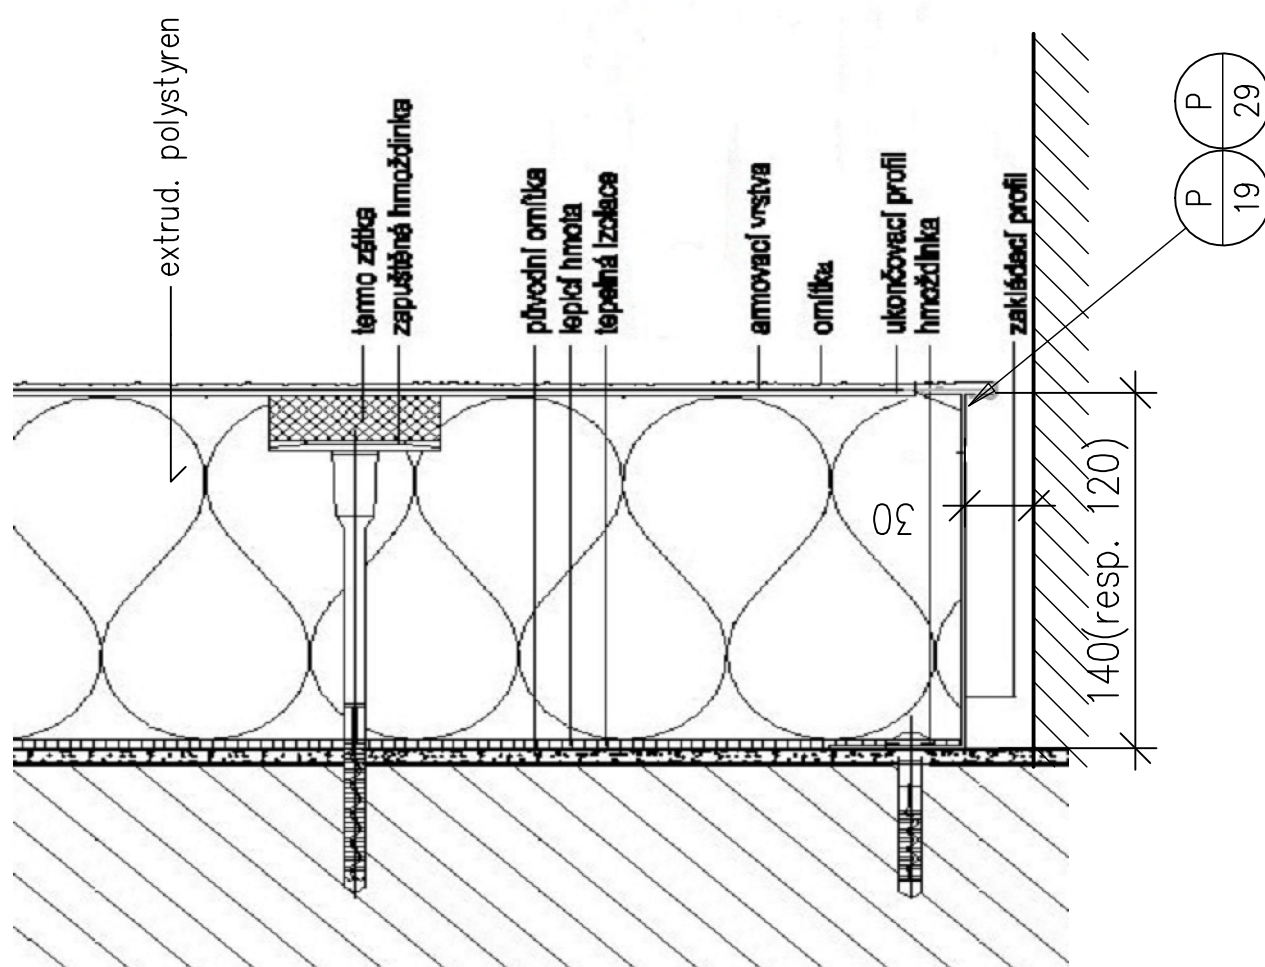 extrud. polystyren
termo zátka
zapuštěná hmoždinka
původní omítka
lepicí hmota
tepelná izolace
armovací vrstva
omítka
ukončovací profil
hmoždinka
zakládací profil
P
29
P
19
30
140(resp. 120)